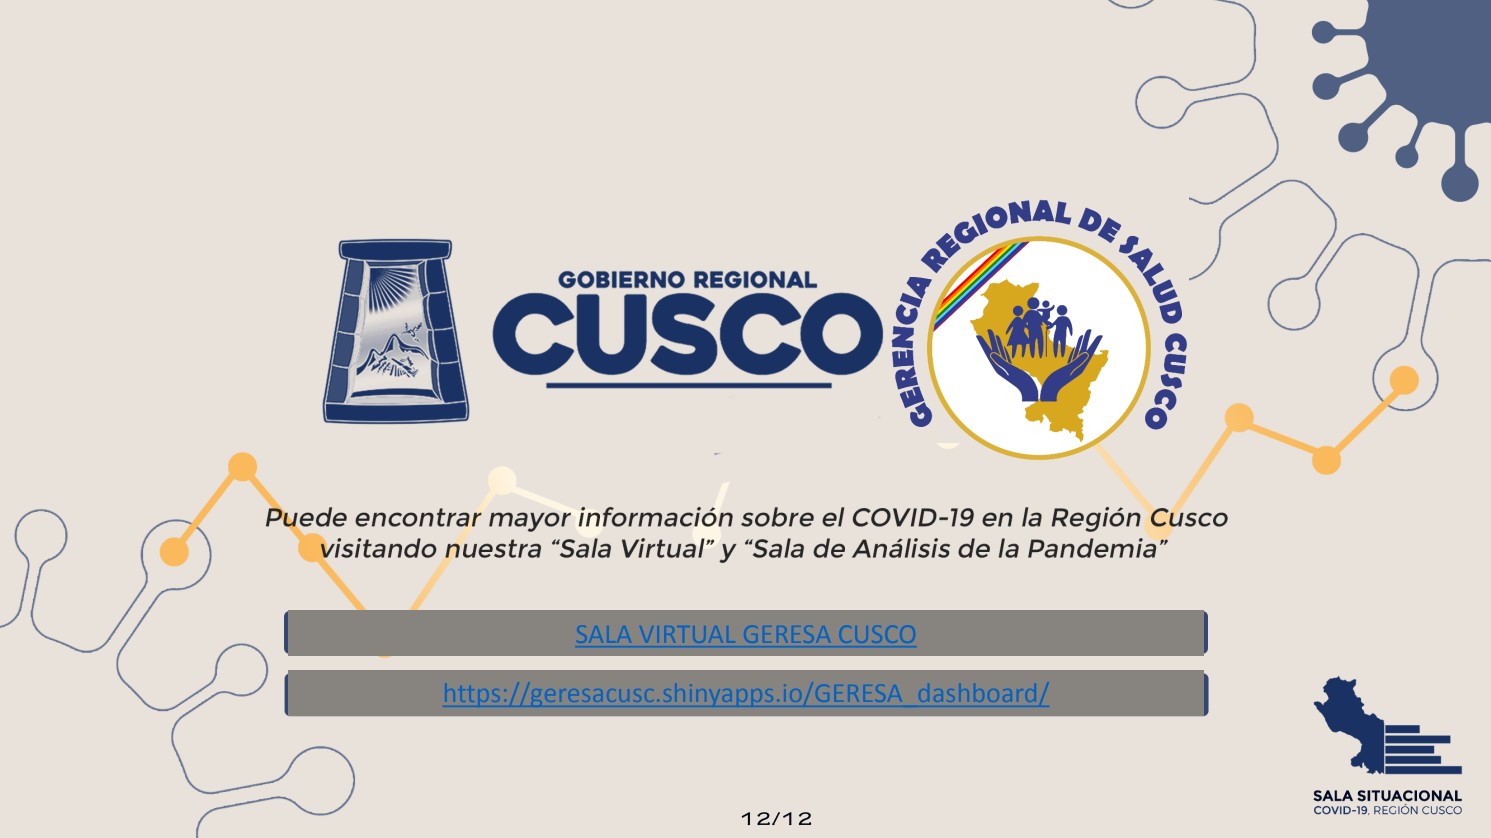 GERENCIA REGIONAL DE SALUD CUSCO
GOBIERNO REGIONAL
CUSCO
Puede encontrar mayor información sobre el COVID-19 en la Región Cusco
visitando nuestra “Sala Virtual” y “Sala de Análisis de la Pandemia”
SALA VIRTUAL GERESA CUSCO
https://geresacusc.shinyapps.io/GERESA_dashboard/
SALA SITUACIONAL
COVID-19, REGIÓN CUSCO
12/12